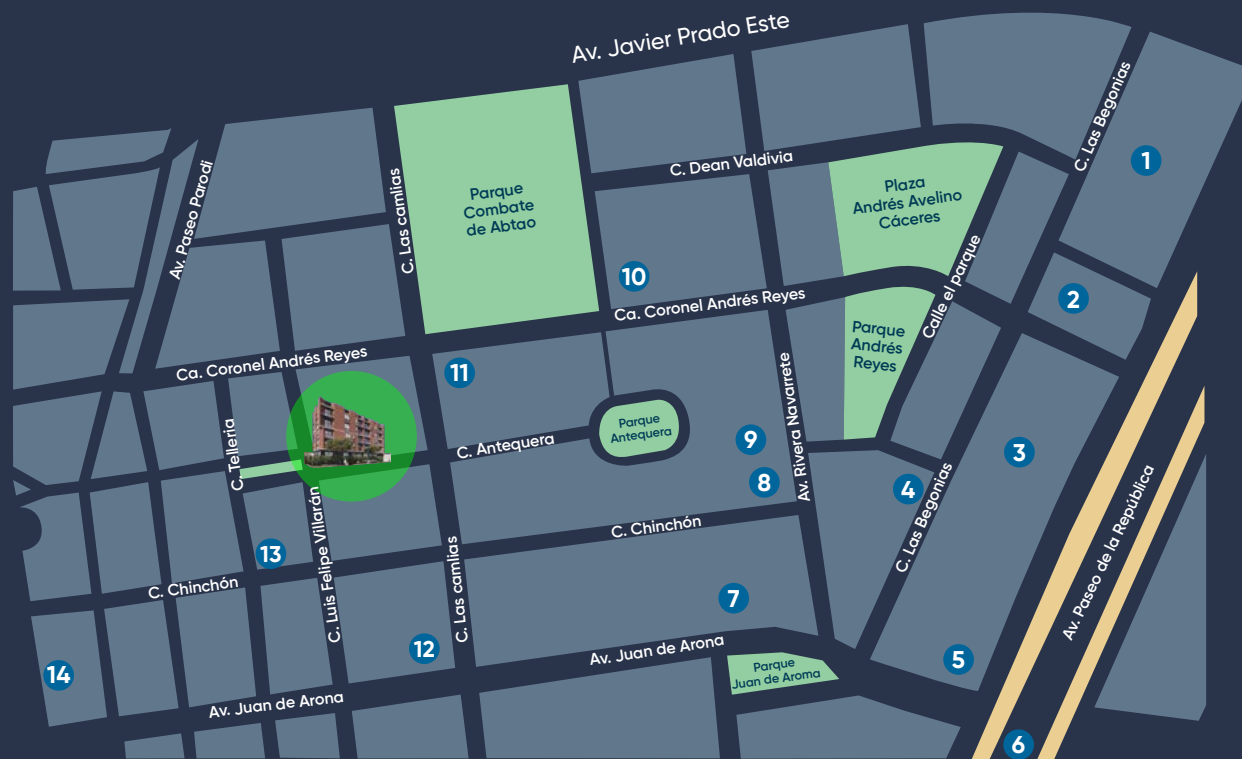 Av. Javier Prado Este
C. Las Begonias
1
C. Dean Valdivia
Av. Paseo Parodi
C. Las camlias
Parque
Combate
de Abtao
Plaza
Andrés Avelino
Cáceres
10
2
Calle el parque
Ca. Coronel Andrés Reyes
Parque
Andrés
Reyes
Ca. Coronel Andrés Reyes
11
Av. Rivera Navarrete
C. Telleria
C. Antequera
Parque
Antequera
9
3
8
4
C. Luis Felipe Villarán
C. Las Begonias
C. Chinchón
13
C. Las camlias
Av. Paseo de la República
C. Chinchón
7
12
Av. Juan de Arona
5
14
Parque
Juan de Aroma
Av. Juan de Arona
6